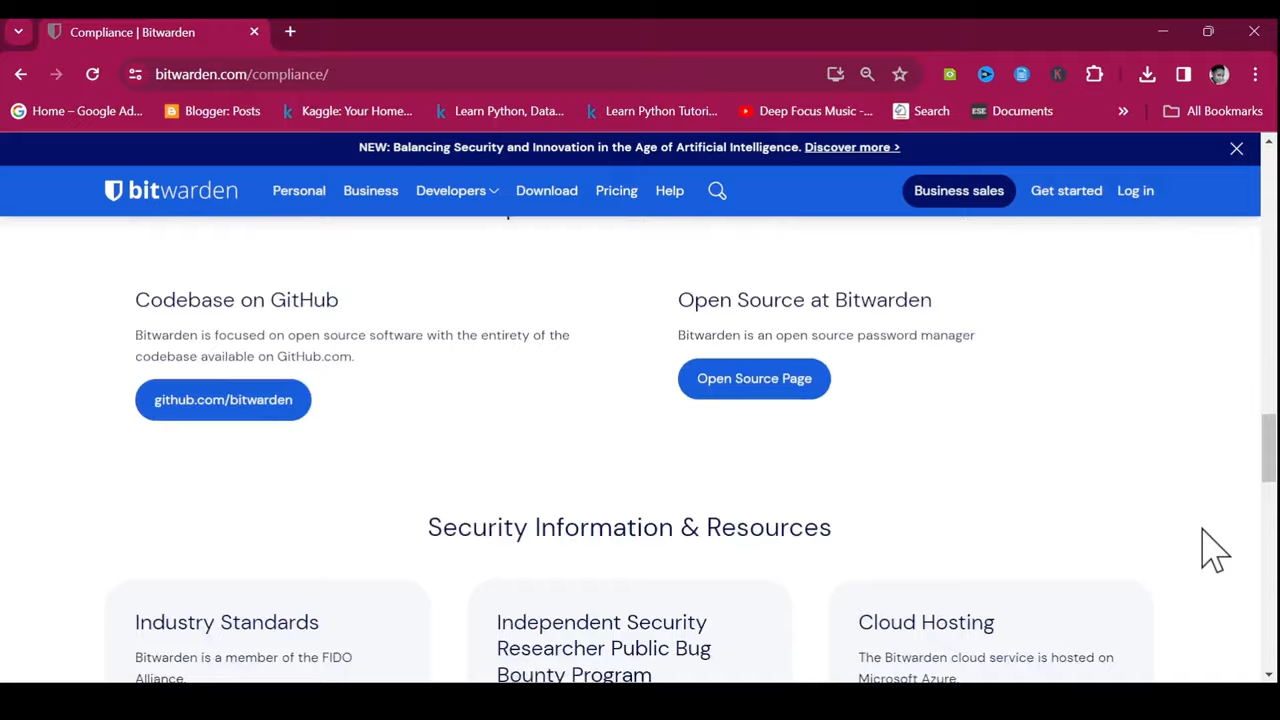 Compliance | Bitwarden
bitwarden.com/compliance/
Home – Google Ad... Blogger: Posts Kaggle: Your Home... Learn Python, Data... Learn Python Tutori... Deep Focus Music -... Search ESE Documents » All Bookmarks
NEW: Balancing Security and Innovation in the Age of Artificial Intelligence. Discover more >
bitwarden Personal Business Developers Download Pricing Help Business sales Get started Log in
Codebase on GitHub
Bitwarden is focused on open source software with the entirety of the
codebase available on GitHub.com.
github.com/bitwarden
Open Source at Bitwarden
Bitwarden is an open source password manager
Open Source Page
Security Information & Resources
Industry Standards
Bitwarden is a member of the FIDO
Alliance.
Independent Security
Researcher Public Bug
Bounty Program
Cloud Hosting
The Bitwarden cloud service is hosted on
Microsoft Azure.